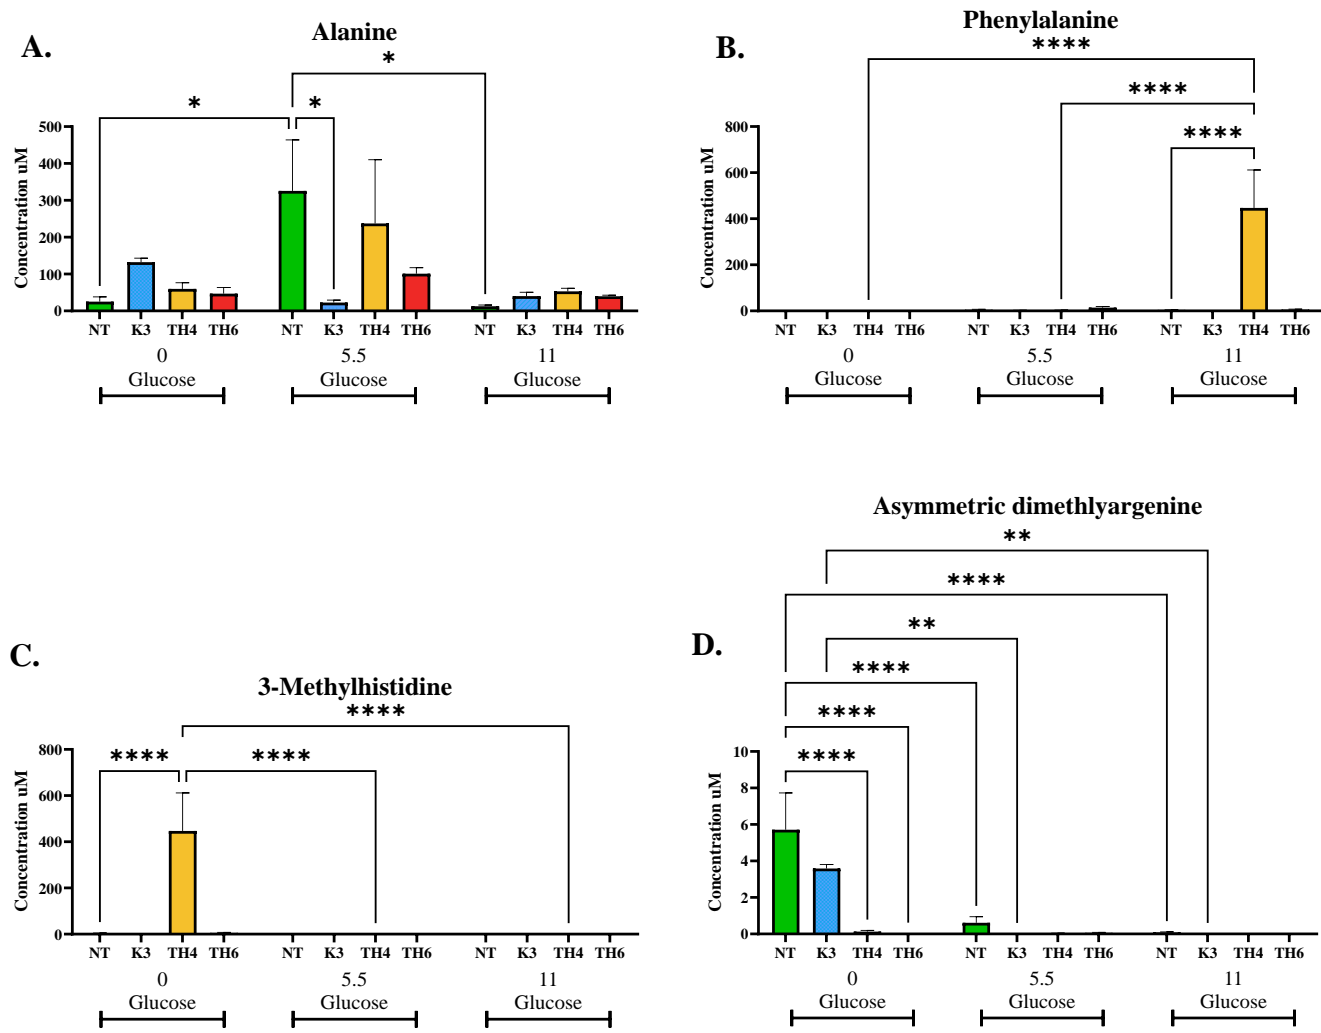 A.
Alanine
*
*
*
Concentration uM
500
400
300
200
100
0
NT K3 TH4 TH6 NT K3 TH4 TH6 NT K3 TH4 TH6
0 5.5 11
Glucose Glucose Glucose
B.
Phenylalanine
****
****
****
Concentration uM
800
600
400
200
0
NT K3 TH4 TH6 NT K3 TH4 TH6 NT K3 TH4 TH6
0 5.5 11
Glucose Glucose Glucose
C.
3-Methylhistidine
****
**** ****
Concentration uM
800
600
400
200
0
NT K3 TH4 TH6 NT K3 TH4 TH6 NT K3 TH4 TH6
0 5.5 11
Glucose Glucose Glucose
Asymmetric dimethlyargenine
D.
**
****
**
****
****
****
Concentration uM
10
8
6
4
2
0
NT K3 TH4 TH6 NT K3 TH4 TH6 NT K3 TH4 TH6
0 5.5 11
Glucose Glucose Glucose